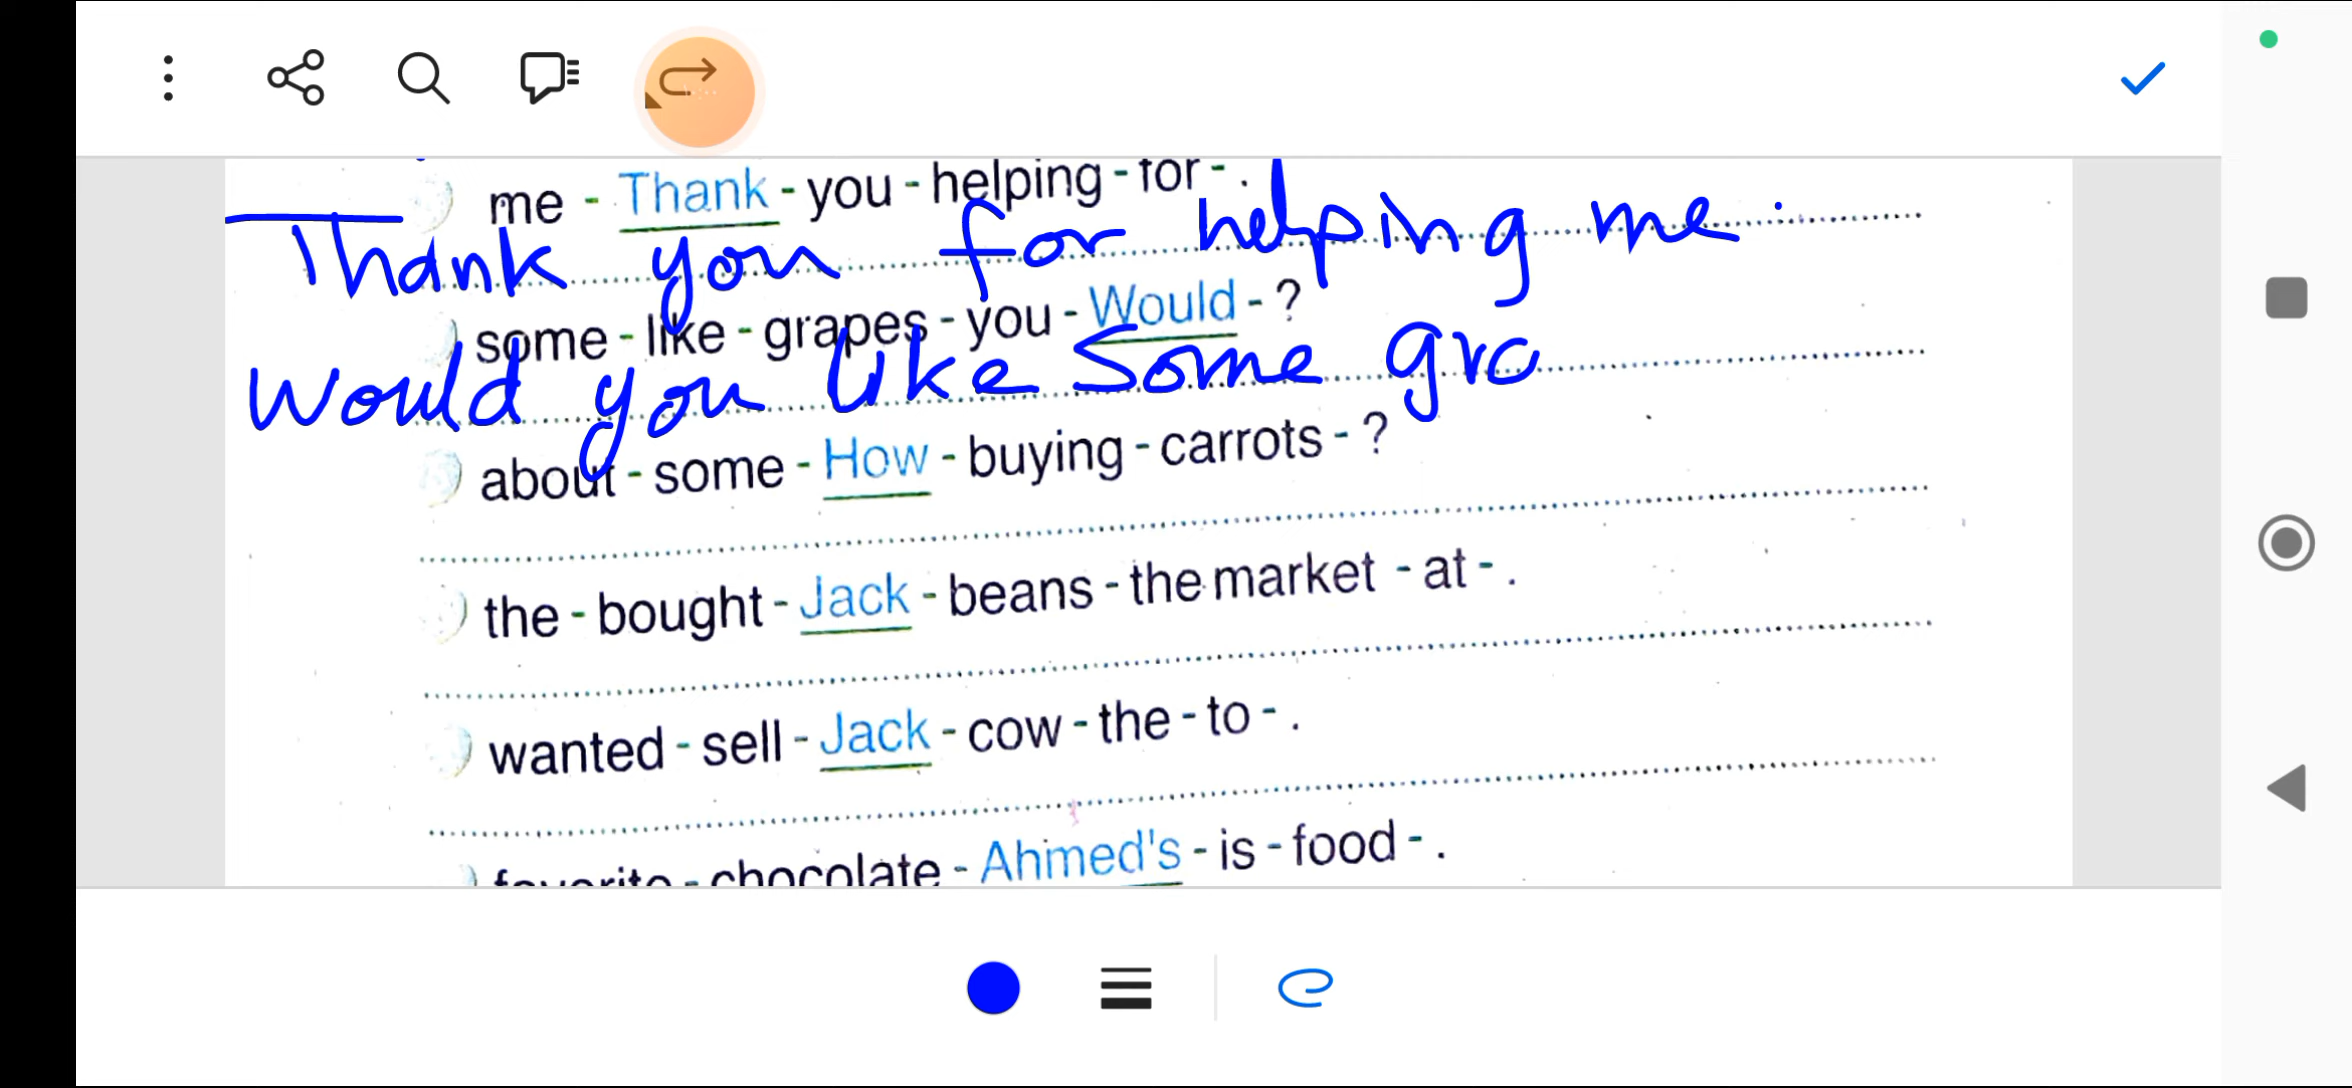 me - Thank - you - helping - for - .
Thank you for helping me .
some - like - grapes - you - Would - ?
Would you like Some gra
about - some - How - buying - carrots - ?
the - bought - Jack - beans - the market - at - .
wanted - sell - Jack - cow - the - to - .
favorite - chocolate - Ahmed's - is - food - .